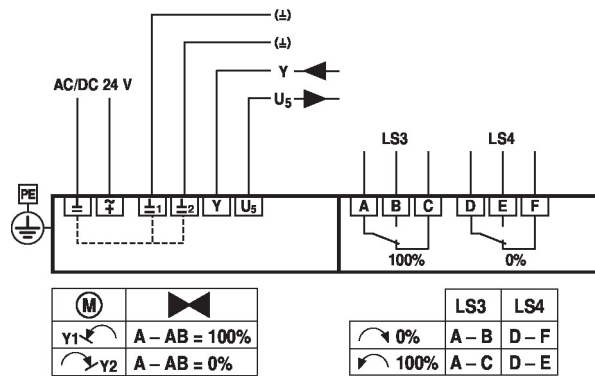 (⊥)
(⊥)
Y
U5
AC/DC 24 V
LS3
LS4
PE
⊥ ~+ ⊥1 ⊥2 Y U5
A B C D E F
100%
0%
M
Y1 A – AB = 100%
Y2 A – AB = 0%
LS3 LS4
0% A – B D – F
100% A – C D – E